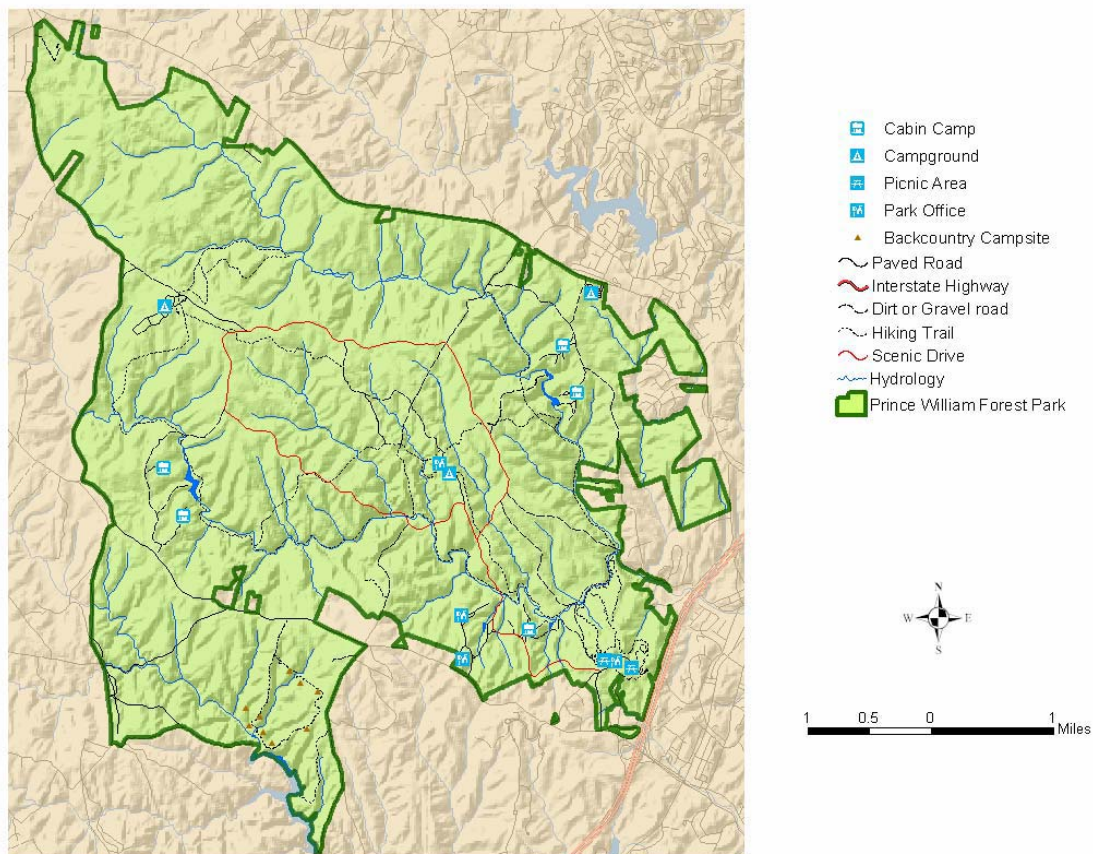 Cabin Camp
Campground
Picnic Area
Park Office
Backcountry Campsite
Paved Road
Interstate Highway
Dirt or Gravel road
Hiking Trail
Scenic Drive
Hydrology
Prince William Forest Park
N
W E
S
1 0.5 0 1 Miles